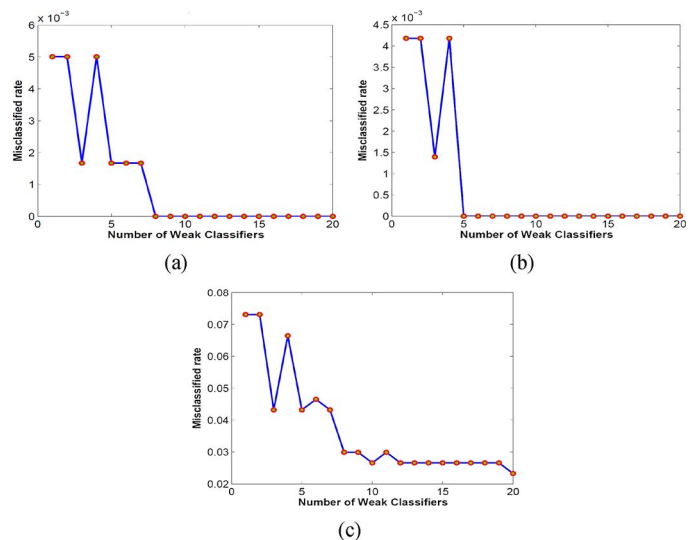 × 10⁻³
6
5
4
3
2
1
0
Misclassified rate
0 5 10 15 20
Number of Weak Classifiers
(a)
× 10⁻³
4.5
4
3.5
3
2.5
2
1.5
1
0.5
0
Misclassified rate
0 5 10 15 20
Number of Weak Classifiers
(b)
0.08
0.07
0.06
0.05
0.04
0.03
0.02
Misclassified rate
0 5 10 15 20
Number of Weak Classifiers
(c)